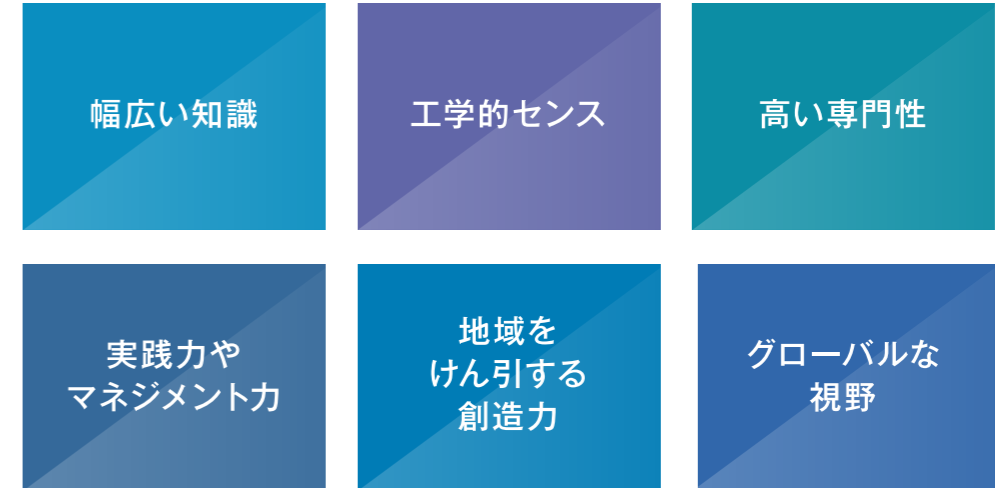 幅広い知識
工学的センス
高い専門性
実践力や
マネジメント力
地域を
けん引する
創造力
グローバルな
視野